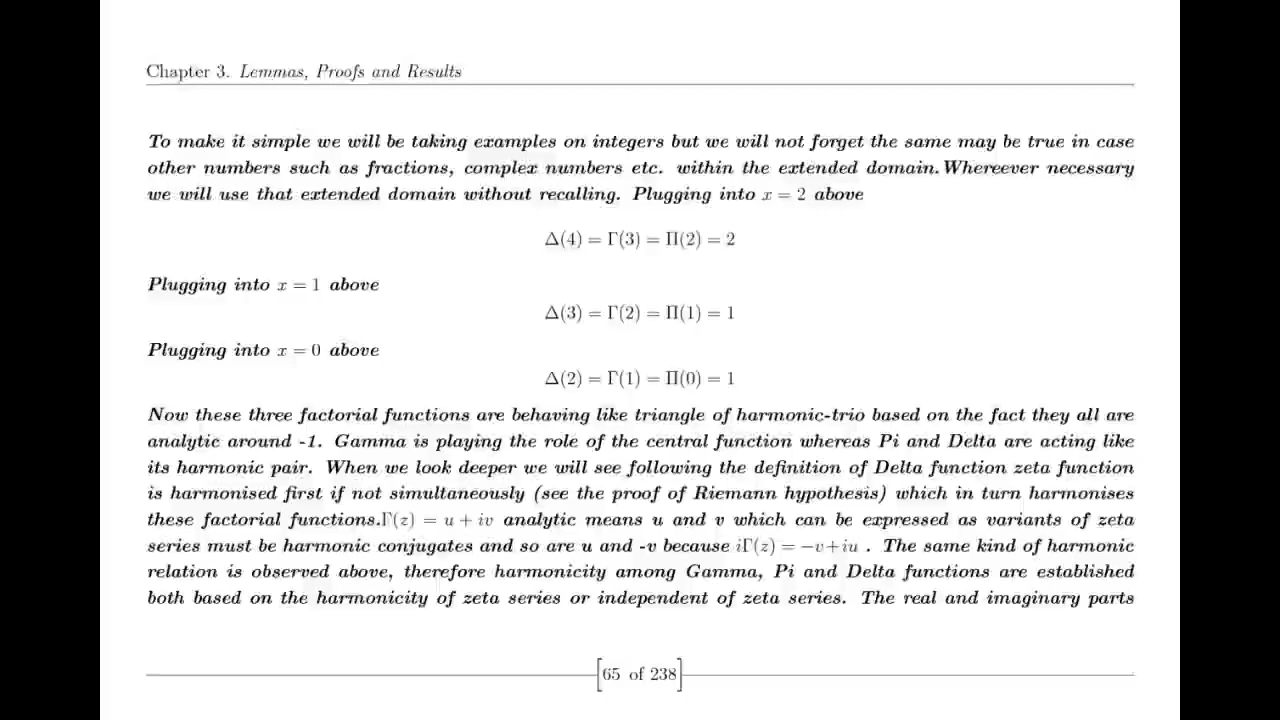 Chapter 3. Lemmas, Proofs and Results
To make it simple we will be taking examples on integers but we will not forget the same may be true in case
other numbers such as fractions, complex numbers etc. within the extended domain.Whereever necessary
we will use that extended domain without recalling. Plugging into x = 2 above
Δ(4) = Γ(3) = Π(2) = 2
Plugging into x = 1 above
Δ(3) = Γ(2) = Π(1) = 1
Plugging into x = 0 above
Δ(2) = Γ(1) = Π(0) = 1
Now these three factorial functions are behaving like triangle of harmonic-trio based on the fact they all are
analytic around -1. Gamma is playing the role of the central function whereas Pi and Delta are acting like
its harmonic pair. When we look deeper we will see following the definition of Delta function zeta function
is harmonised first if not simultaneously (see the proof of Riemann hypothesis) which in turn harmonises
these factorial functions.Γ(z) = u + iv analytic means u and v which can be expressed as variants of zeta
series must be harmonic conjugates and so are u and -v because iΓ(z) = −v+iu . The same kind of harmonic
relation is observed above, therefore harmonicity among Gamma, Pi and Delta functions are established
both based on the harmonicity of zeta series or independent of zeta series. The real and imaginary parts
[65 of 238]